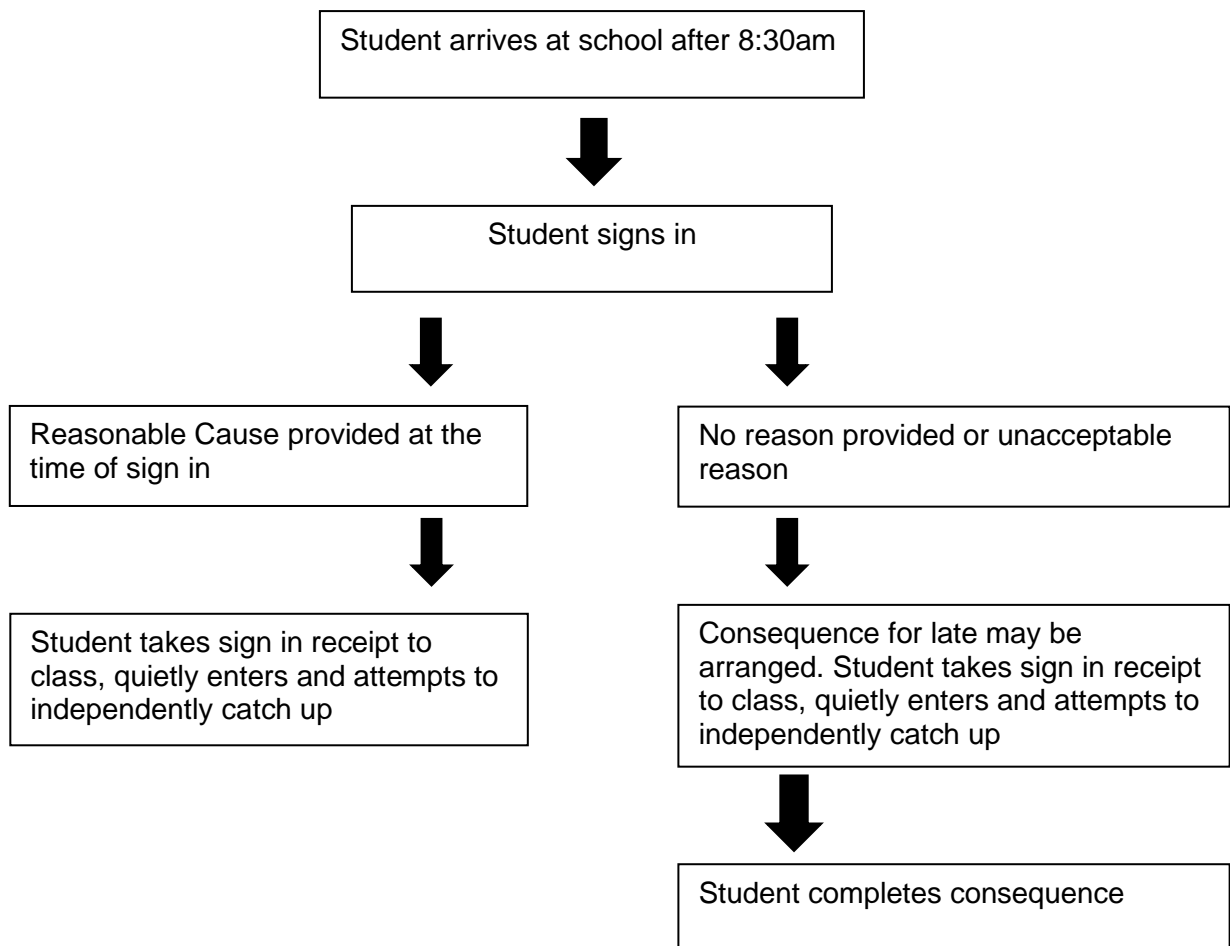 Student arrives at school after 8:30am
Student signs in
Reasonable Cause provided at the
time of sign in
No reason provided or unacceptable
reason
Student takes sign in receipt to
class, quietly enters and attempts to
independently catch up
Consequence for late may be
arranged. Student takes sign in receipt
to class, quietly enters and attempts to
independently catch up
Student completes consequence